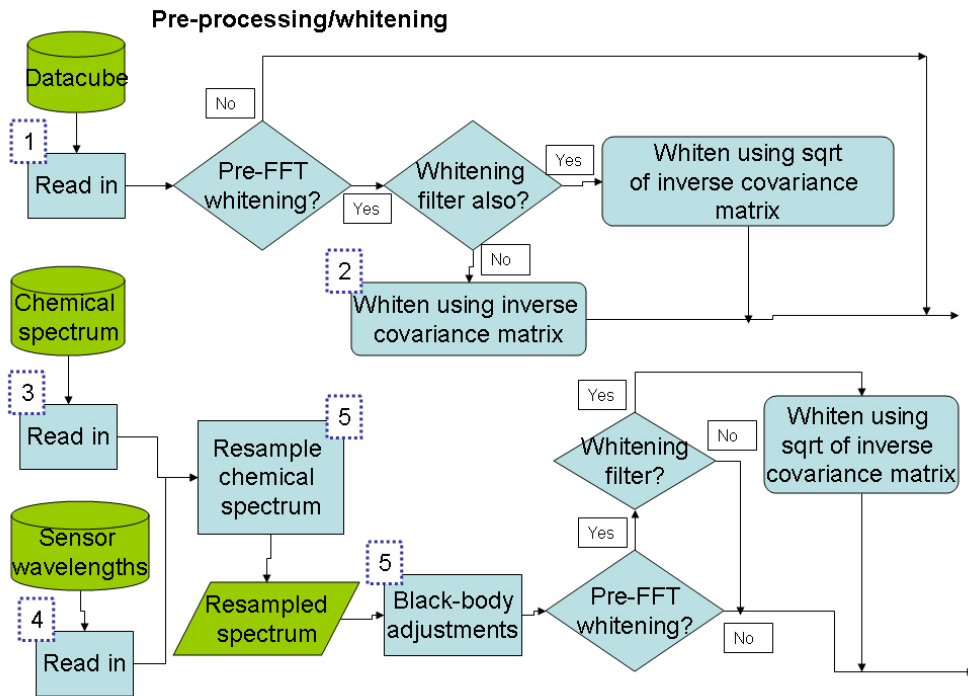 Pre-processing/whitening
Datacube
No
1
Read in
Pre-FFT
whitening?
Yes
Whitening
filter also?
Yes
Whiten using sqrt
of inverse covariance
matrix
No
2
Whiten using inverse
covariance matrix
Chemical
spectrum
3
Read in
5
Resample
chemical
spectrum
Sensor
wavelengths
4
Read in
Resampled
spectrum
5
Black-body
adjustments
Pre-FFT
whitening?
Yes
No
Whitening
filter?
Yes
No
Whiten using
sqrt of inverse
covariance matrix